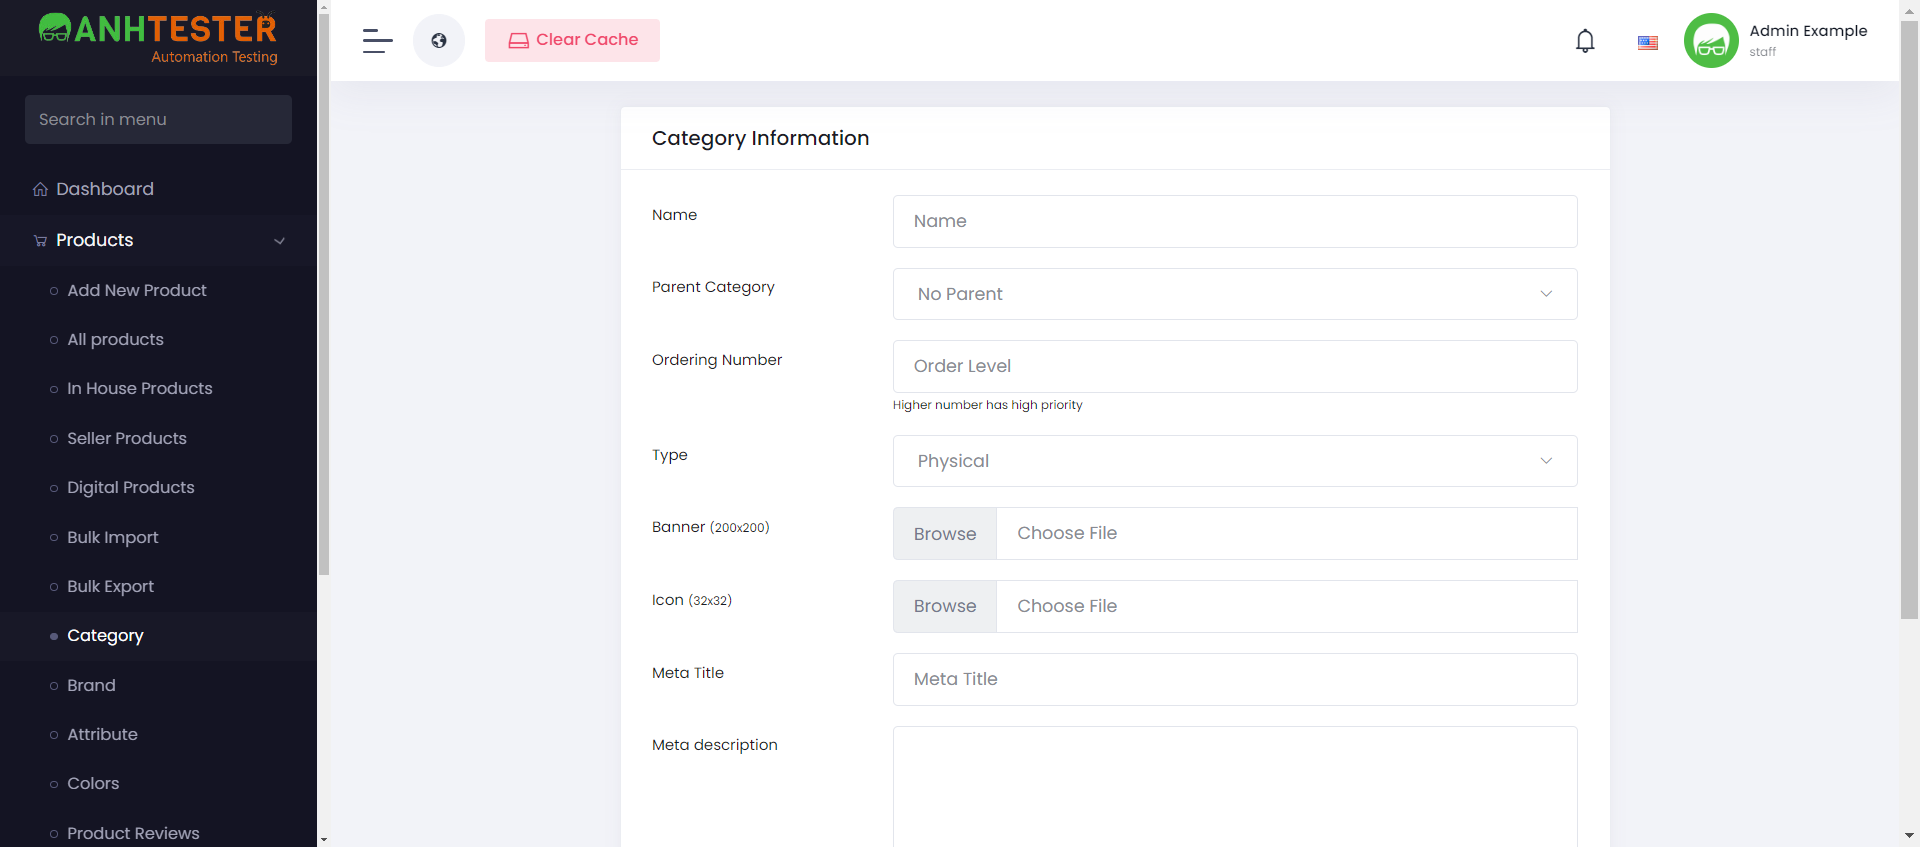 ANHTESTER
Automation Testing
Search in menu
Dashboard
Products
Add New Product
All products
In House Products
Seller Products
Digital Products
Bulk Import
Bulk Export
Category
Brand
Attribute
Colors
Product Reviews
Clear Cache
Admin Example
staff
Category Information
Name
Name
Parent Category
No Parent
Ordering Number
Order Level
Higher number has high priority
Type
Physical
Banner (200x200)
Browse
Choose File
Icon (32x32)
Browse
Choose File
Meta Title
Meta Title
Meta description